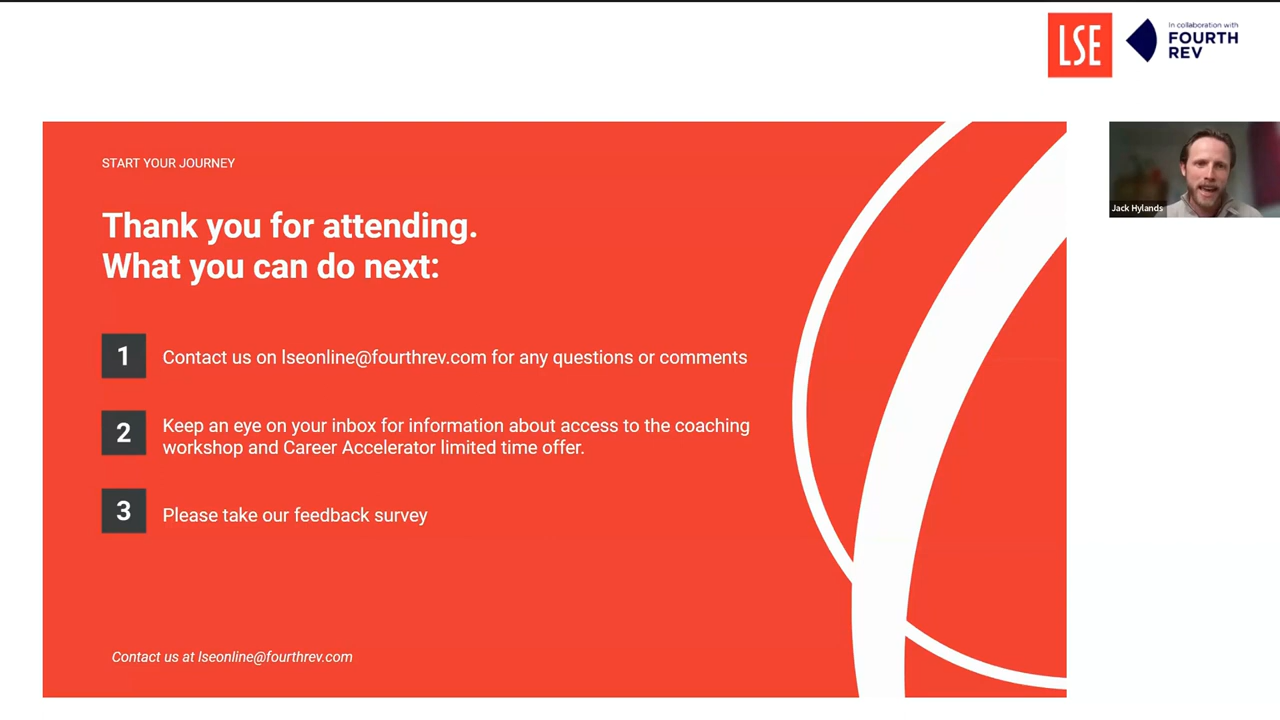 LSE
In collaboration with
FOURTH
REV
START YOUR JOURNEY
Thank you for attending.
What you can do next:
1
Contact us on lseonline@fourthrev.com for any questions or comments
2
Keep an eye on your inbox for information about access to the coaching
workshop and Career Accelerator limited time offer.
3
Please take our feedback survey
Contact us at lseonline@fourthrev.com
Jack Hylands